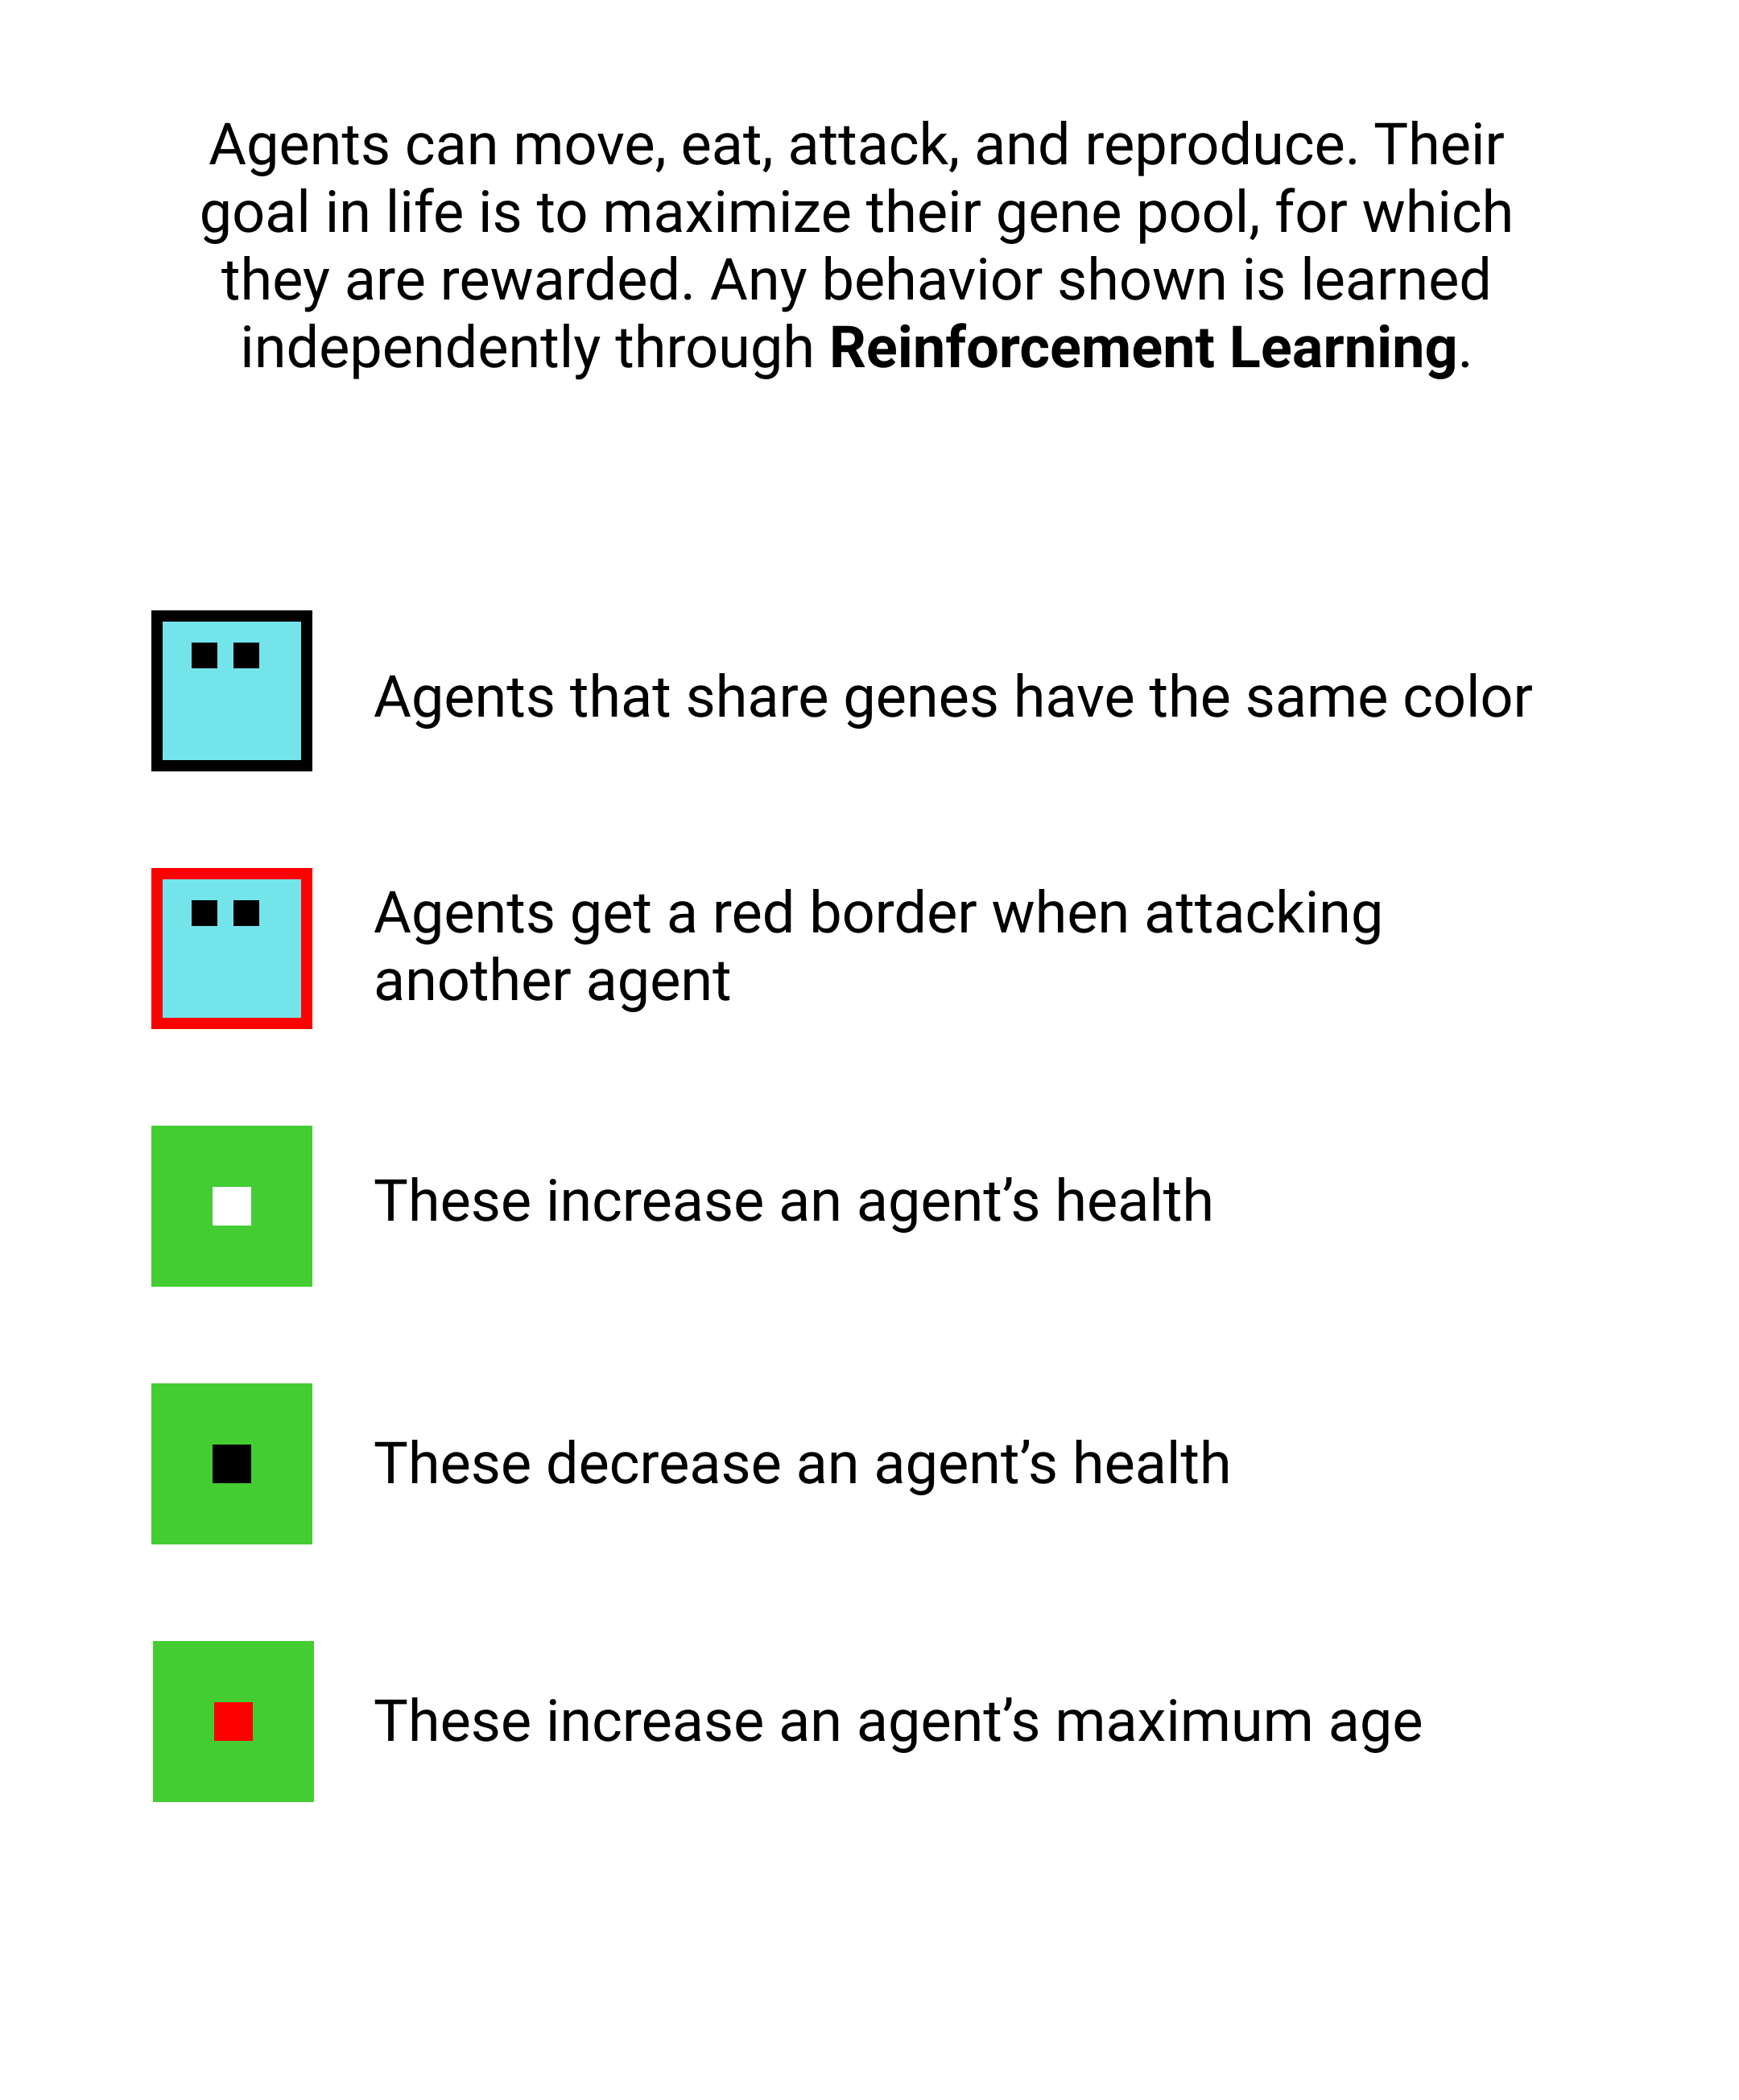 Agents can move, eat, attack, and reproduce. Their
goal in life is to maximize their gene pool, for which
they are rewarded. Any behavior shown is learned
independently through Reinforcement Learning.
Agents that share genes have the same color
Agents get a red border when attacking
another agent
These increase an agent’s health
These decrease an agent’s health
These increase an agent’s maximum age